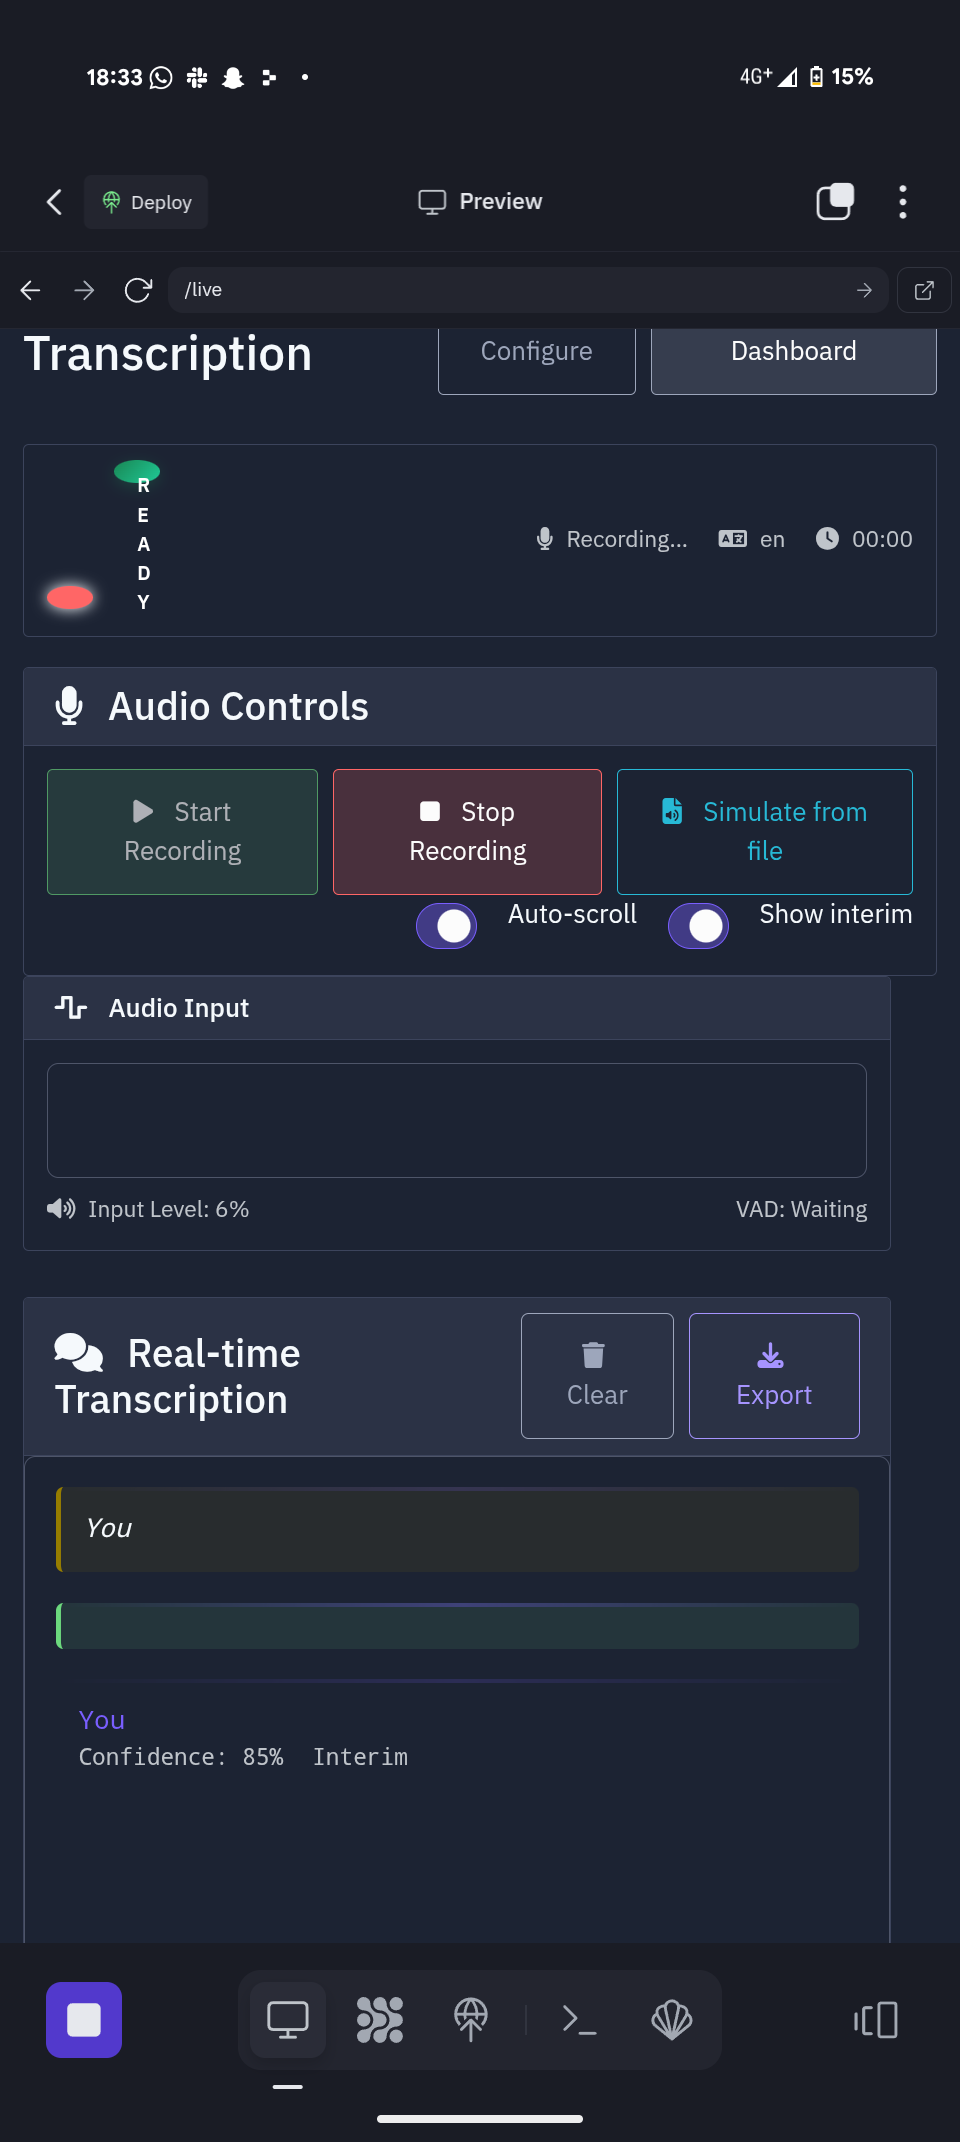 18:33
4G+ 15%
Deploy
Preview
/live
Transcription
Configure
Dashboard
R
E
A
D
Y
Recording...
en
00:00
Audio Controls
Start
Recording
Stop
Recording
Simulate from
file
Auto-scroll
Show interim
Audio Input
Input Level: 6%
VAD: Waiting
Real-time
Transcription
Clear
Export
You
You
Confidence: 85% Interim